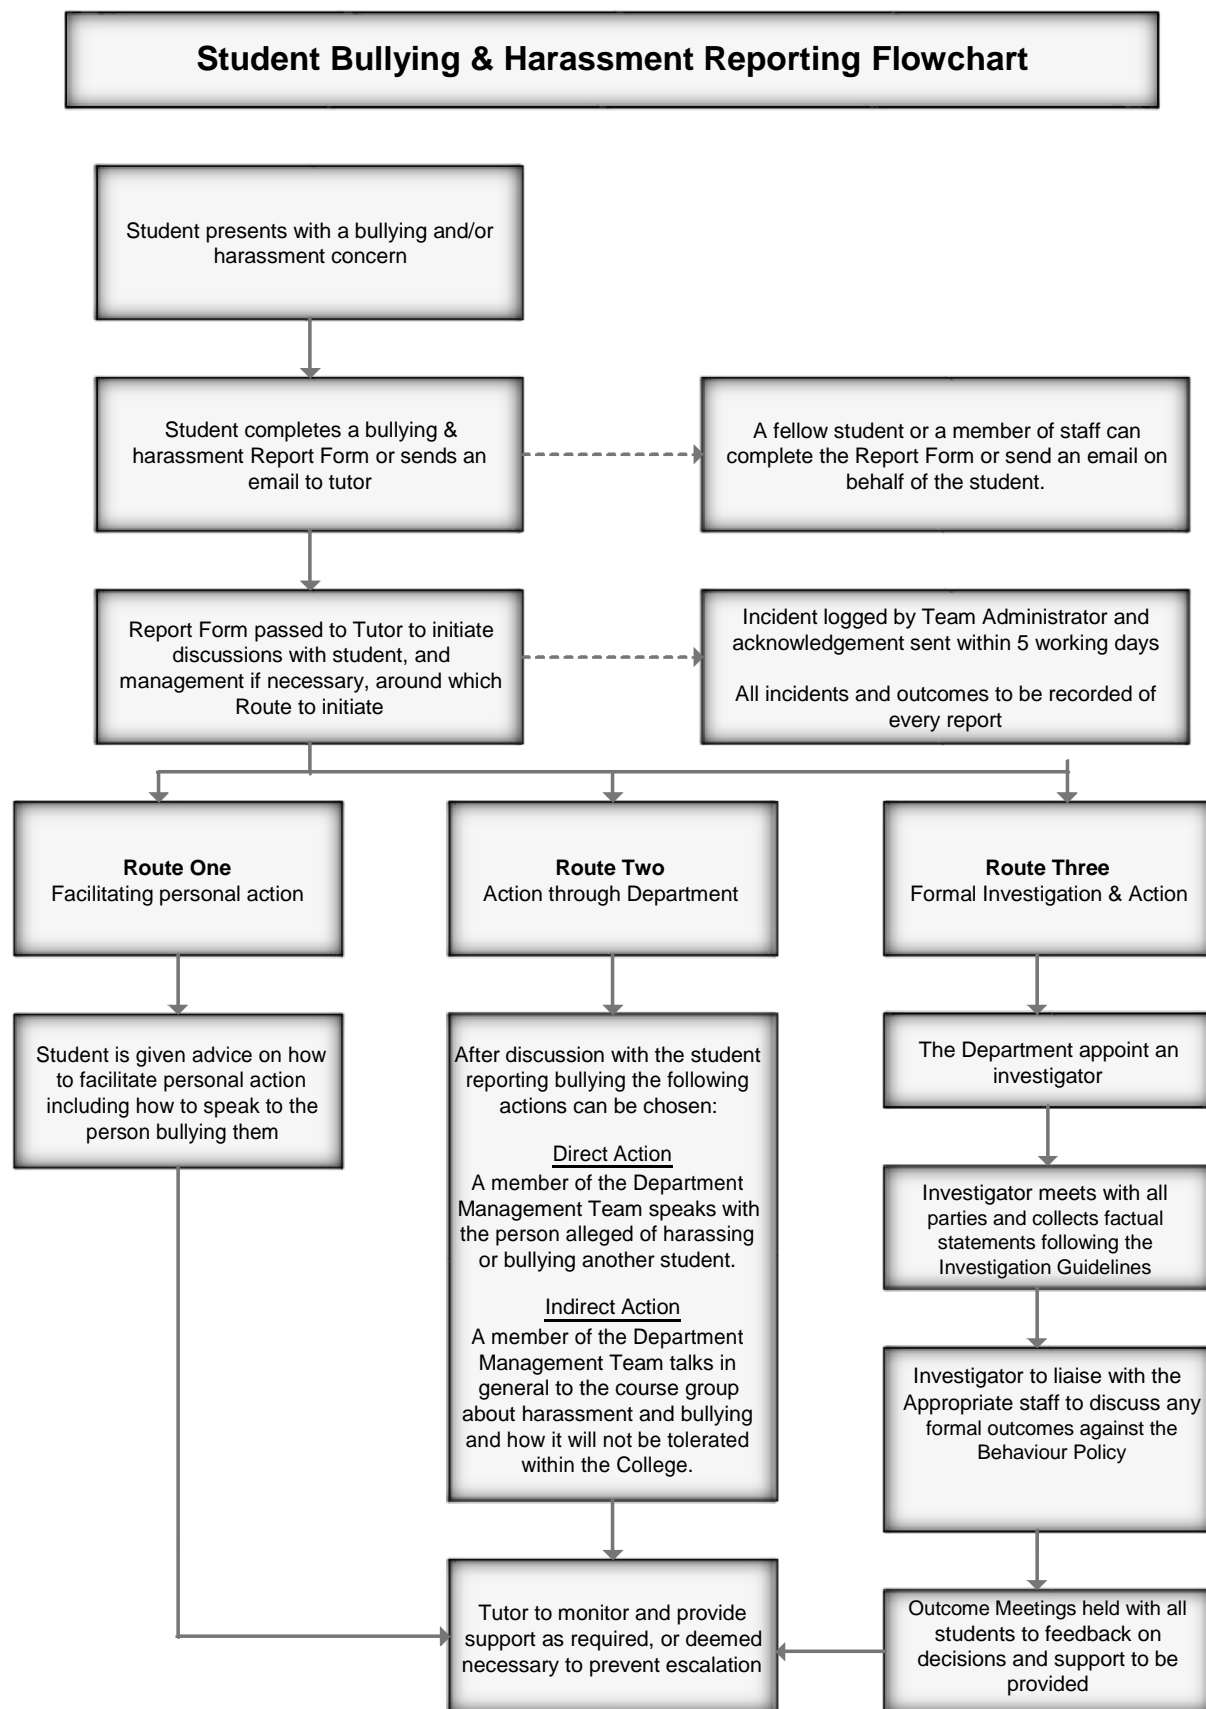 Student Bullying & Harassment Reporting Flowchart
Student presents with a bullying and/or
harassment concern
Student completes a bullying &
harassment Report Form or sends an
email to tutor
A fellow student or a member of staff can
complete the Report Form or send an email on
behalf of the student.
Report Form passed to Tutor to initiate
discussions with student, and
management if necessary, around which
Route to initiate
Incident logged by Team Administrator and
acknowledgement sent within 5 working days
All incidents and outcomes to be recorded of
every report
Route One
Facilitating personal action
Route Two
Action through Department
Route Three
Formal Investigation & Action
Student is given advice on how
to facilitate personal action
including how to speak to the
person bullying them
After discussion with the student
reporting bullying the following
actions can be chosen:
Direct Action
A member of the Department
Management Team speaks with
the person alleged of harassing
or bullying another student.
Indirect Action
A member of the Department
Management Team talks in
general to the course group
about harassment and bullying
and how it will not be tolerated
within the College.
The Department appoint an
investigator
Investigator meets with all
parties and collects factual
statements following the
Investigation Guidelines
Investigator to liaise with the
Appropriate staff to discuss any
formal outcomes against the
Behaviour Policy
Tutor to monitor and provide
support as required, or deemed
necessary to prevent escalation
Outcome Meetings held with all
students to feedback on
decisions and support to be
provided